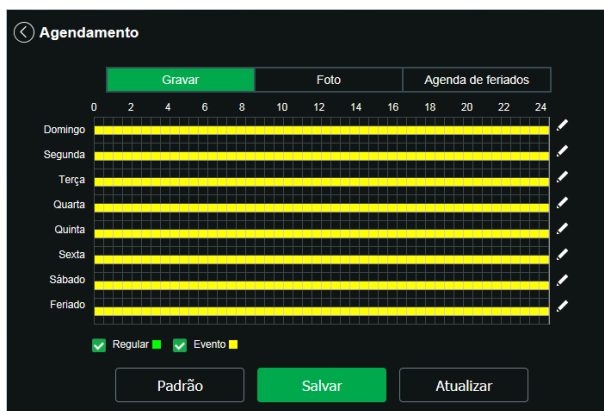 Agendamento
Gravar Foto Agenda de feriados
0 2 4 6 8 10 12 14 16 18 20 22 24
Domingo
Segunda
Terça
Quarta
Quinta
Sexta
Sábado
Feriado
Regular Evento
Padrão Salvar Atualizar